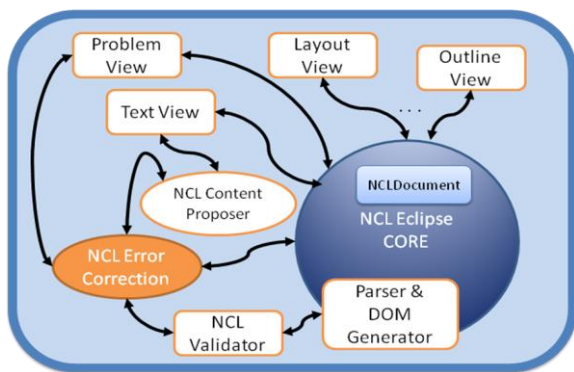 Problem
View
Layout
View
Outline
View
. . .
Text View
NCL Content
Proposer
NCLDocument
NCL Eclipse
CORE
NCL Error
Correction
Parser &
DOM
Generator
NCL
Validator